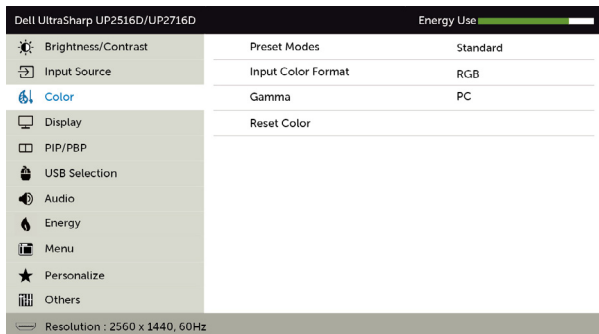 Dell UltraSharp UP2516D/UP2716D Energy Use
Brightness/Contrast Preset Modes Standard
Input Source Input Color Format RGB
Color Gamma PC
Display Reset Color
PIP/PBP
USB Selection
Audio
Energy
Menu
Personalize
Others
Resolution : 2560 x 1440, 60Hz